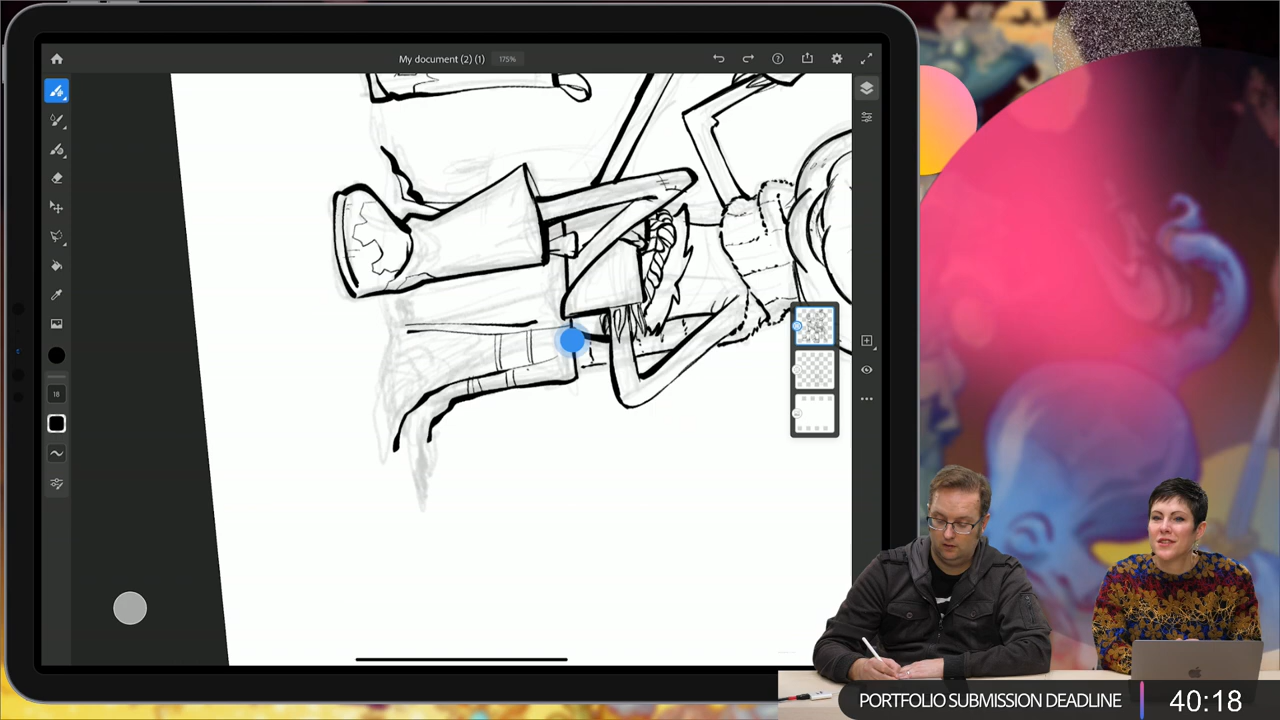 My document (2) (1)
175%
18
PORTFOLIO SUBMISSION DEADLINE
40:18